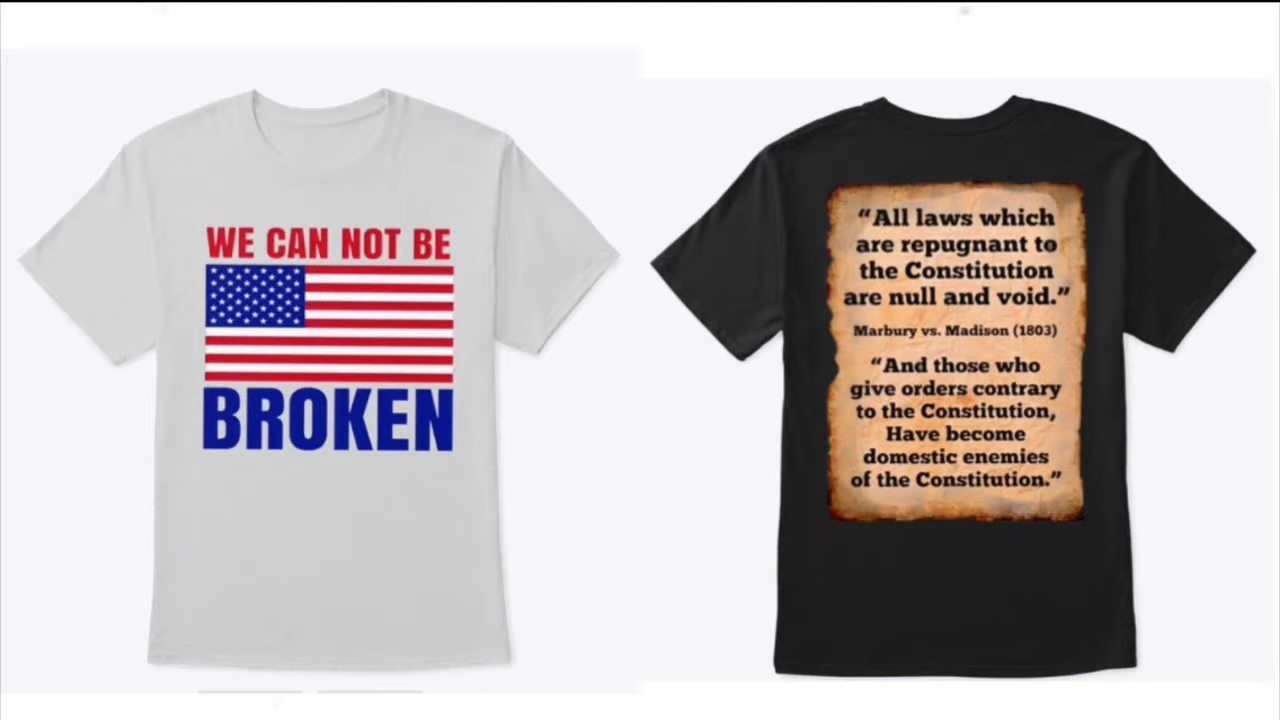 WE CAN NOT BE
BROKEN
“All laws which
are repugnant to
the Constitution
are null and void.”
Marbury vs. Madison (1803)
“And those who
give orders contrary
to the Constitution,
Have become
domestic enemies
of the Constitution.”